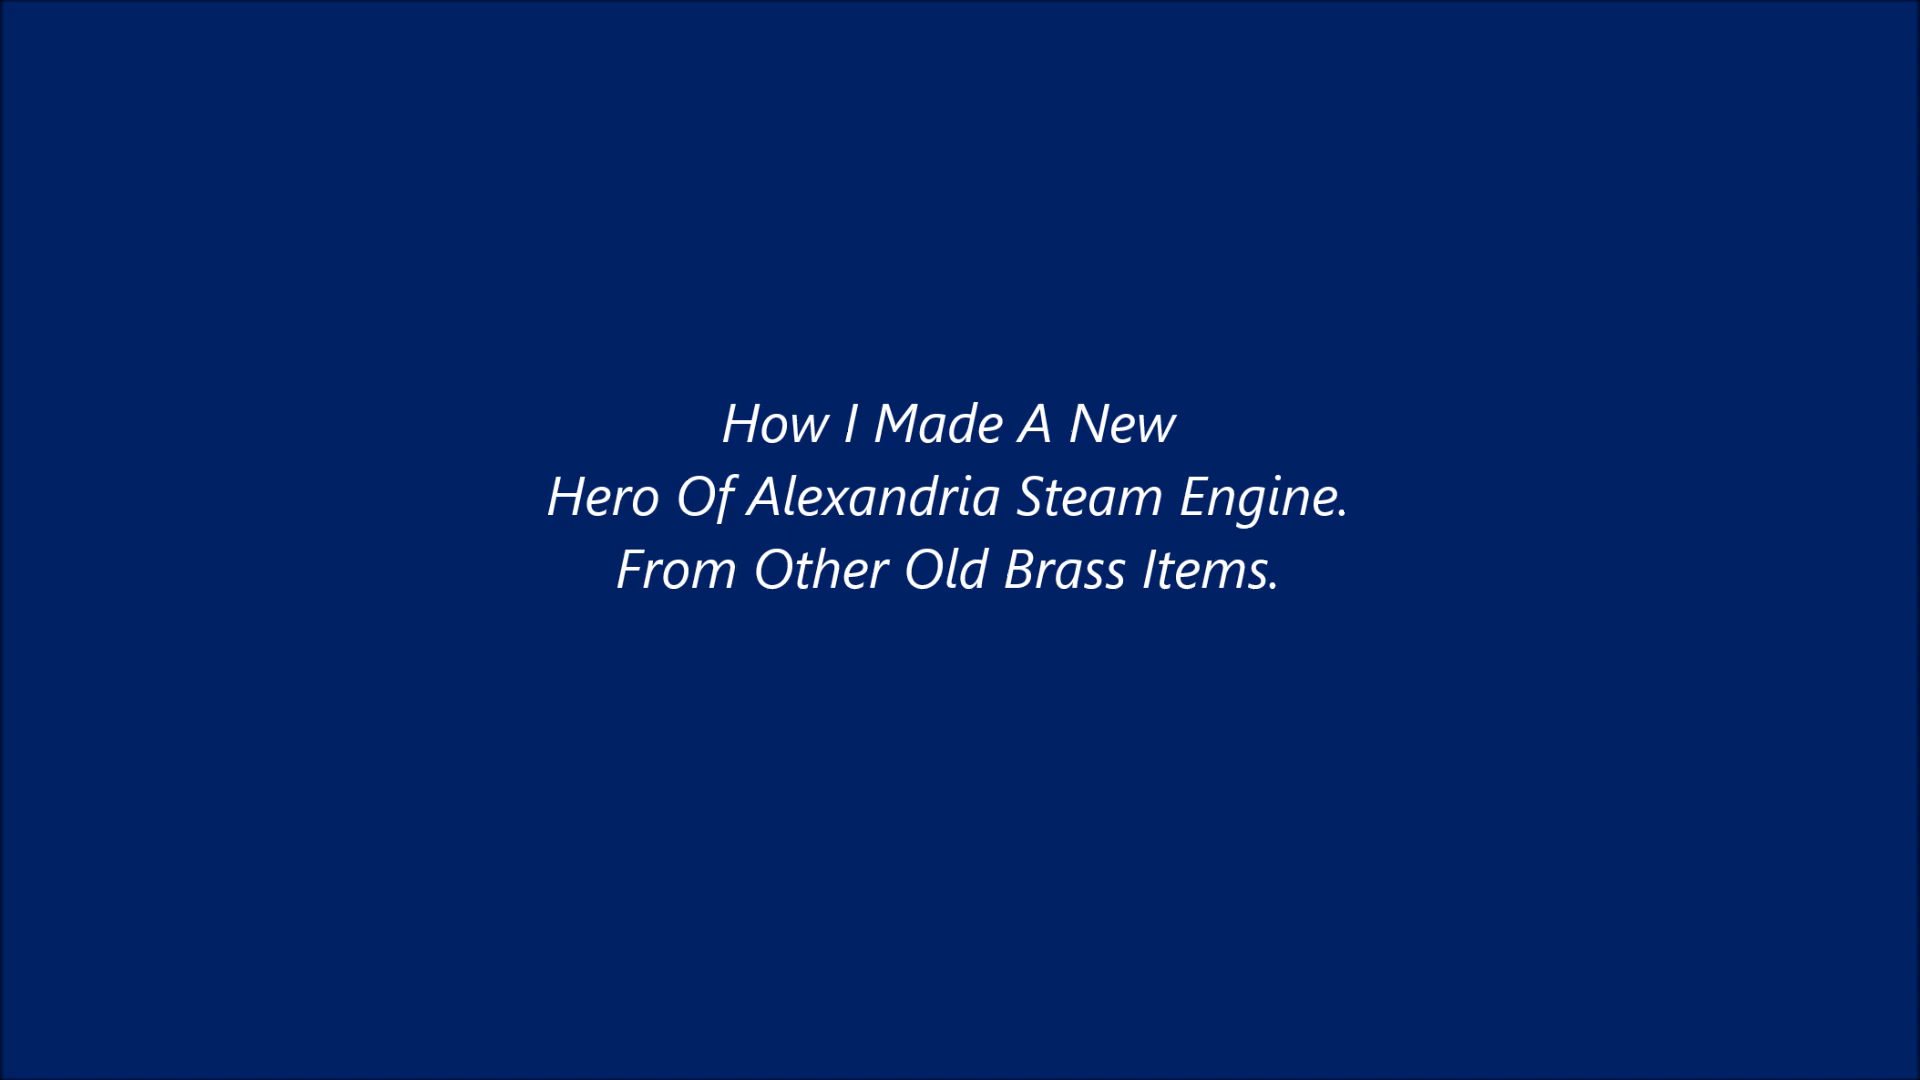 How I Made A New
Hero Of Alexandria Steam Engine.
From Other Old Brass Items.